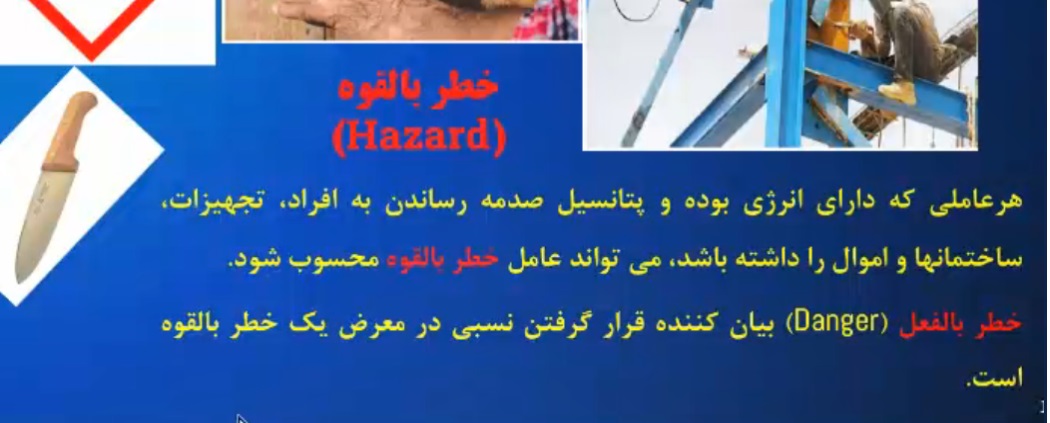 خطر بالقوه
(Hazard)
هرعاملی که دارای انرژی بوده و پتانسیل صدمه رساندن به افراد، تجهیزات،
ساختمانها و اموال را داشته باشد، می تواند عامل خطر بالقوه محسوب شود.
خطر بالفعل (Danger) بیان کننده قرار گرفتن نسبی در معرض یک خطر بالقوه
است.